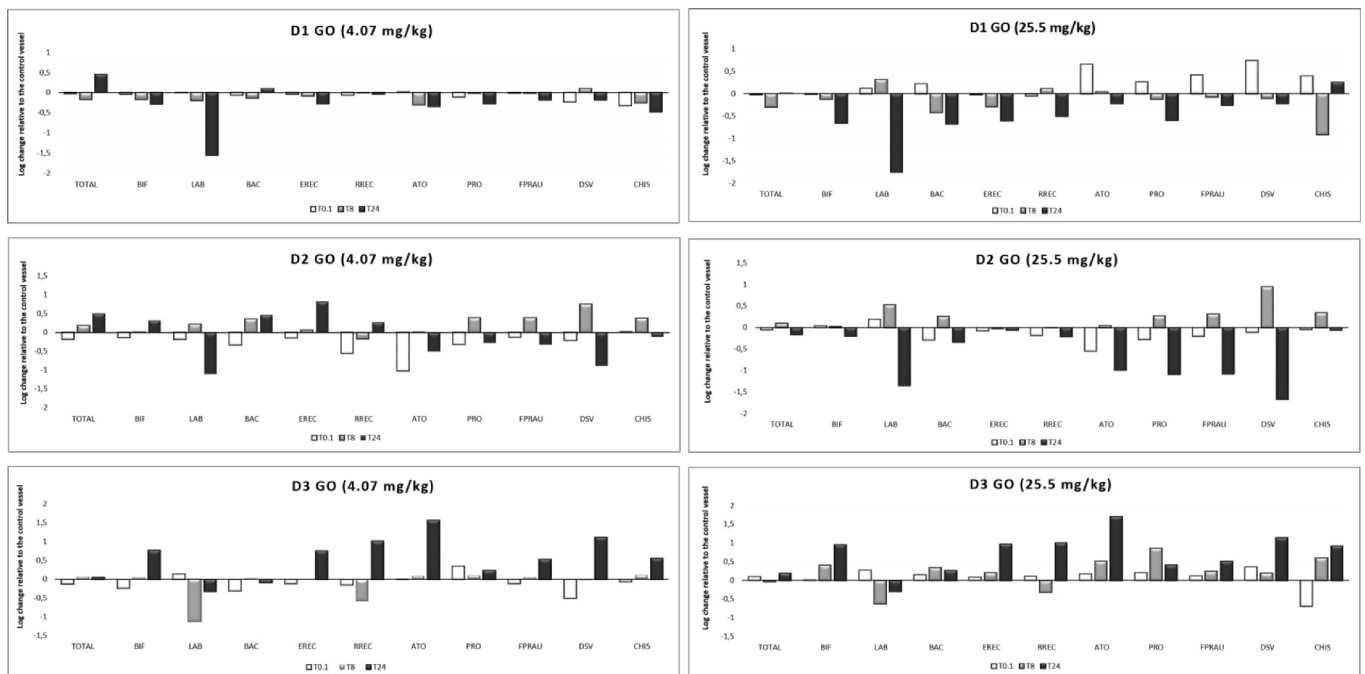 D1 GO (4.07 mg/kg)
Log change relative to the control vessel
1
0,5
0
-0,5
-1
-1,5
-2
TOTAL BIF LAB BAC EREC RREC ATO PRO FPRAU DSV CHIS
T0.1 T8 T24
D1 GO (25.5 mg/kg)
Log change relative to the control vessel
1
0,5
0
-0,5
-1
-1,5
-2
TOTAL BIF LAB BAC EREC RREC ATO PRO FPRAU DSV CHIS
T0.1 T8 T24
D2 GO (4.07 mg/kg)
Log change relative to the control vessel
1,5
1
0,5
0
-0,5
-1
-1,5
-2
TOTAL BIF LAB BAC EREC RREC ATO PRO FPRAU DSV CHIS
T0.1 T8 T24
D2 GO (25.5 mg/kg)
Log change relative to the control vessel
1,5
1
0,5
0
-0,5
-1
-1,5
-2
TOTAL BIF LAB BAC EREC RREC ATO PRO FPRAU DSV CHIS
T0.1 T8 T24
D3 GO (4.07 mg/kg)
Log change relative to the control vessel
2
1,5
1
0,5
0
-0,5
-1
-1,5
TOTAL BIF LAB BAC EREC RREC ATO PRO FPRAU DSV CHIS
T0.1 T8 T24
D3 GO (25.5 mg/kg)
Log change relative to the control vessel
2
1,5
1
0,5
0
-0,5
-1
-1,5
TOTAL BIF LAB BAC EREC RREC ATO PRO FPRAU DSV CHIS
T0.1 T8 T24